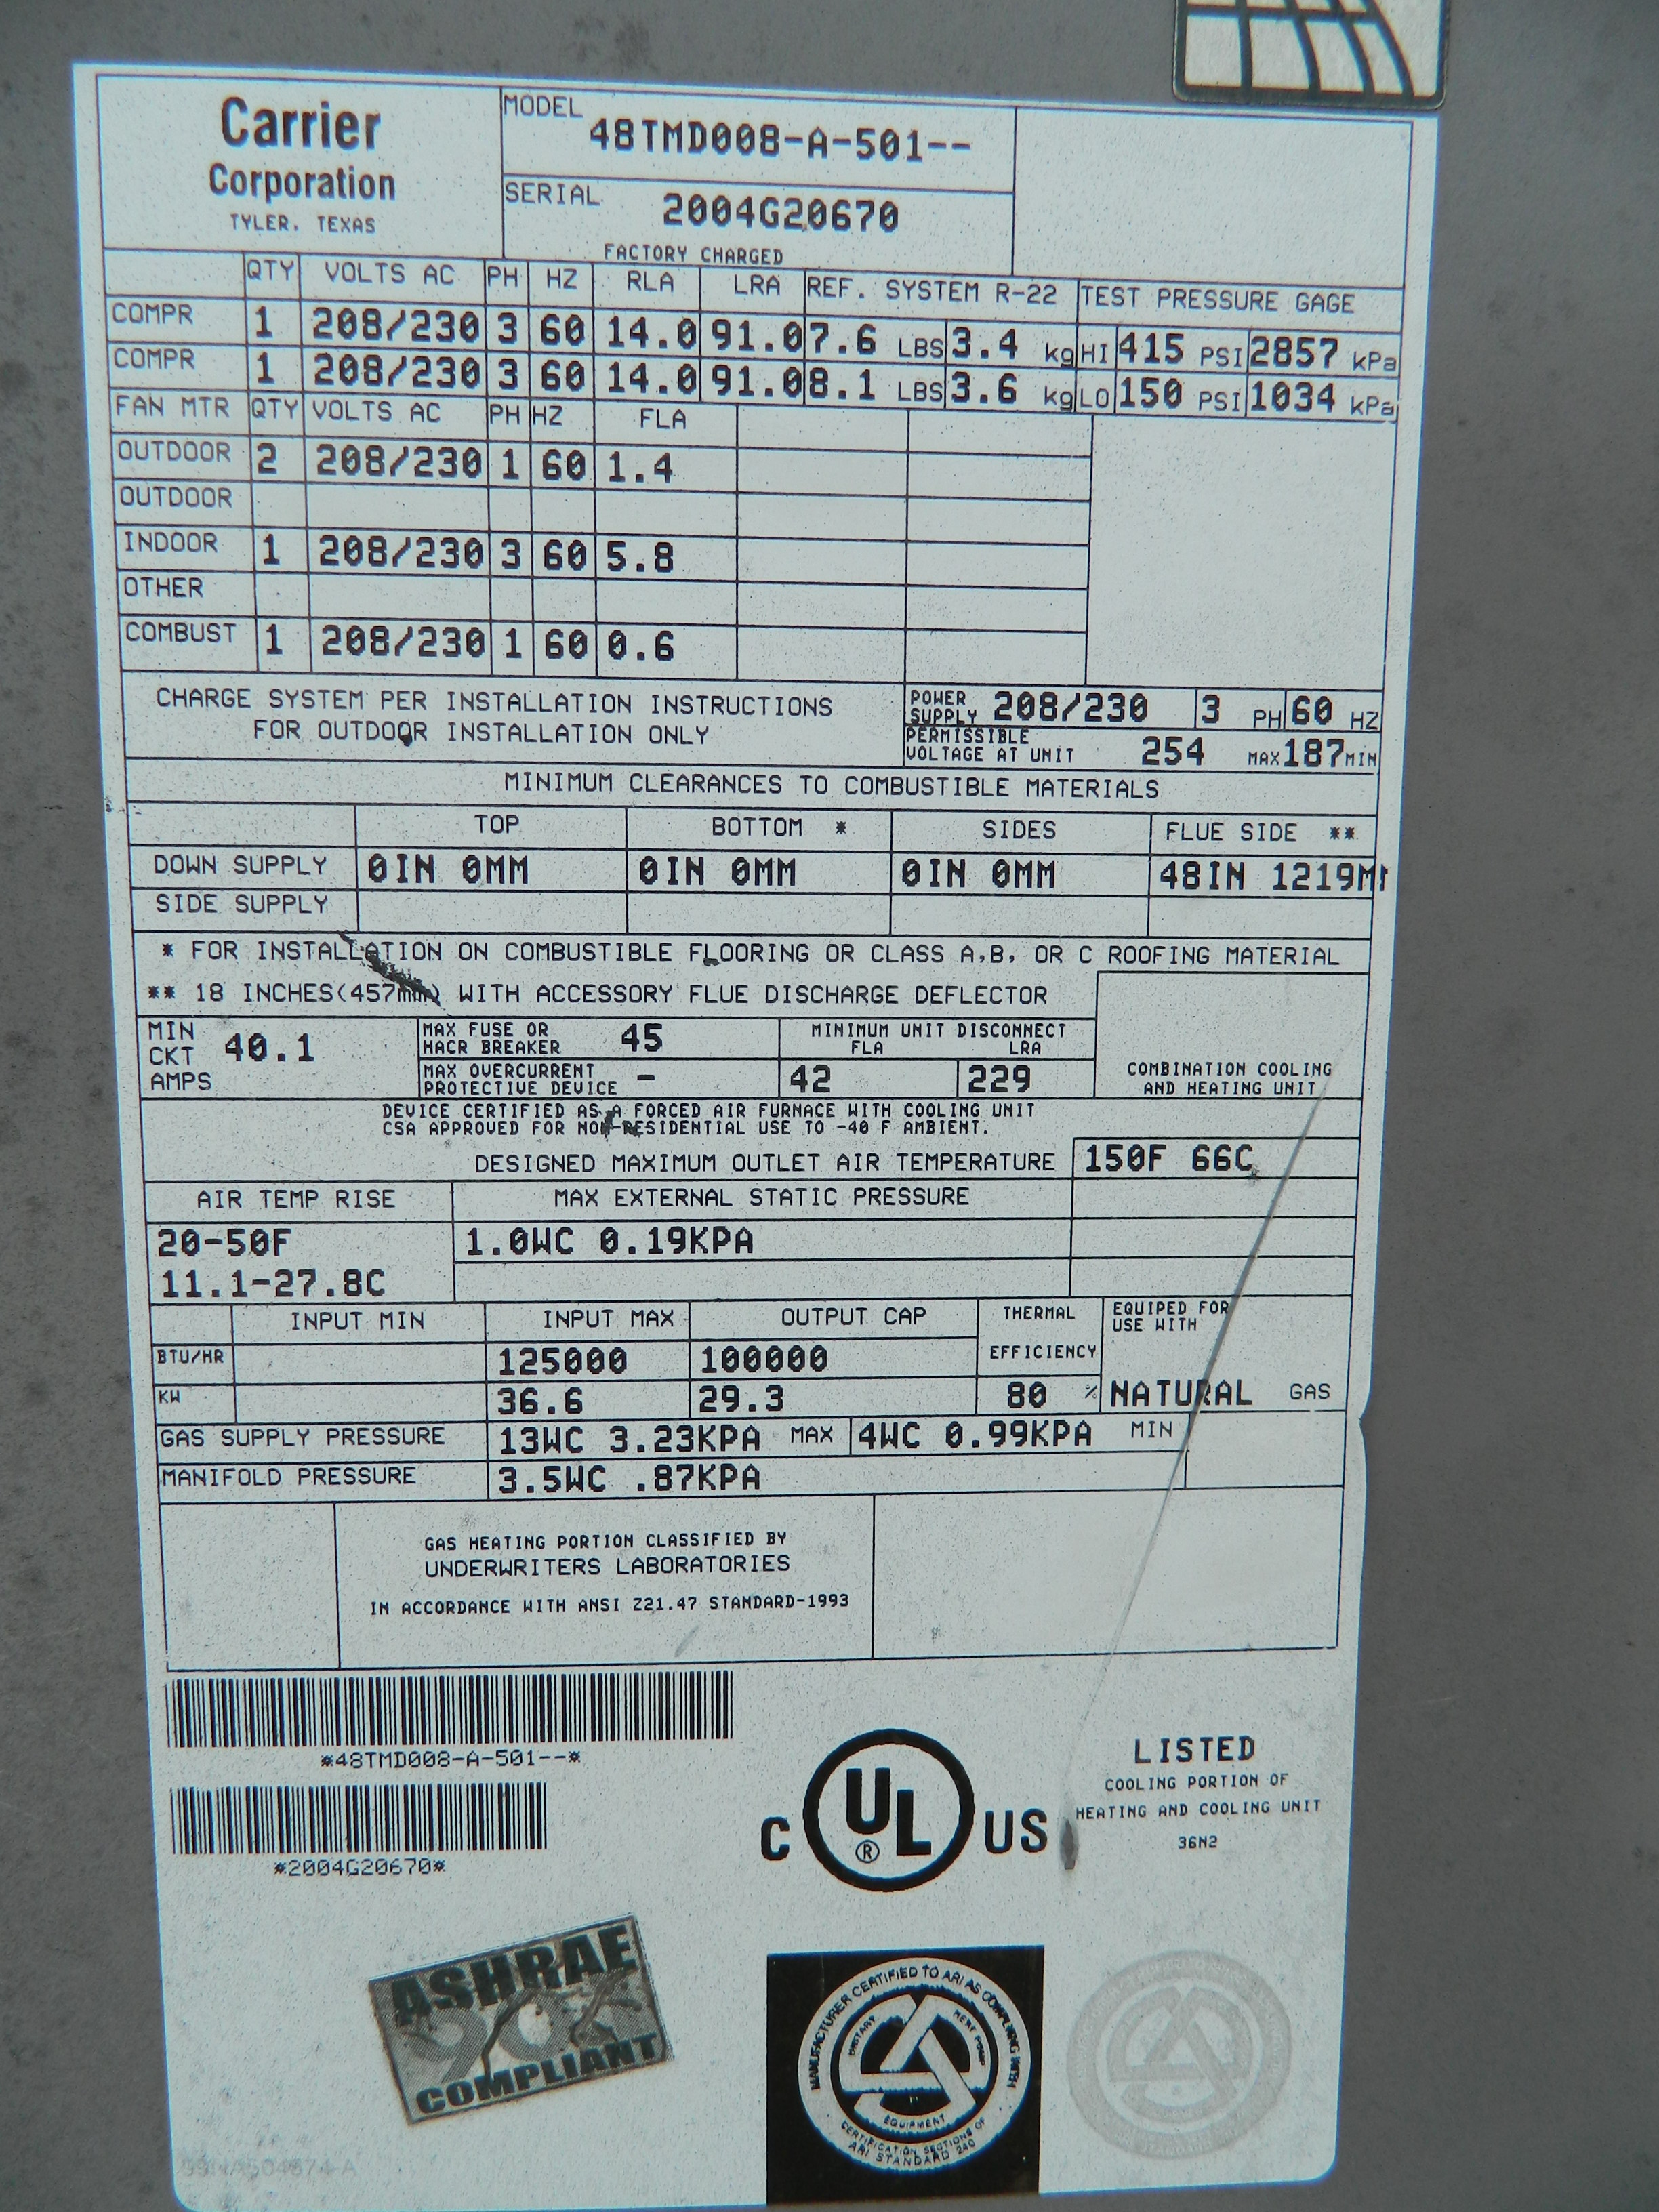 Carrier
Corporation
TYLER, TEXAS
MODEL 48TMD008-A-501--
SERIAL 2004G20670
FACTORY CHARGED
QTY VOLTS AC PH HZ RLA LRA REF. SYSTEM R-22 TEST PRESSURE GAGE
COMPR 1 208/230 3 60 14.0 91.0 7.6 LBS 3.4 kg HI 415 PSI 2857 kPa
COMPR 1 208/230 3 60 14.0 91.0 8.1 LBS 3.6 kg LO 150 PSI 1034 kPa
FAN MTR QTY VOLTS AC PH HZ FLA
OUTDOOR 2 208/230 1 60 1.4
OUTDOOR
INDOOR 1 208/230 3 60 5.8
OTHER
COMBUST 1 208/230 1 60 0.6
CHARGE SYSTEM PER INSTALLATION INSTRUCTIONS
FOR OUTDOOR INSTALLATION ONLY
POWER SUPPLY 208/230 3 PH 60 HZ
PERMISSIBLE
VOLTAGE AT UNIT 254 MAX 187 MIN
MINIMUM CLEARANCES TO COMBUSTIBLE MATERIALS
TOP BOTTOM * SIDES FLUE SIDE **
DOWN SUPPLY 0IN 0MM 0IN 0MM 0IN 0MM 48IN 1219MM
SIDE SUPPLY
* FOR INSTALLATION ON COMBUSTIBLE FLOORING OR CLASS A,B, OR C ROOFING MATERIAL
** 18 INCHES(457mm) WITH ACCESSORY FLUE DISCHARGE DEFLECTOR
MIN CKT AMPS 40.1
MAX FUSE OR
HACR BREAKER 45
MAX OVERCURRENT
PROTECTIVE DEVICE -
MINIMUM UNIT DISCONNECT
FLA LRA
42 229
COMBINATION COOLING
AND HEATING UNIT
DEVICE CERTIFIED AS A FORCED AIR FURNACE WITH COOLING UNIT
CSA APPROVED FOR NON-RESIDENTIAL USE TO -40 F AMBIENT.
DESIGNED MAXIMUM OUTLET AIR TEMPERATURE 150F 66C
AIR TEMP RISE MAX EXTERNAL STATIC PRESSURE
20-50F 1.0WC 0.19KPA
11.1-27.8C
INPUT MIN INPUT MAX OUTPUT CAP THERMAL EFFICIENCY EQUIPED FOR USE WITH
BTU/HR 125000 100000
KW 36.6 29.3 80 % NATURAL GAS
GAS SUPPLY PRESSURE 13WC 3.23KPA MAX 4WC 0.99KPA MIN
MANIFOLD PRESSURE 3.5WC .87KPA
GAS HEATING PORTION CLASSIFIED BY
UNDERWRITERS LABORATORIES
IN ACCORDANCE WITH ANSI Z21.47 STANDARD-1993
*48TMD008-A-501--*
*2004G20670*
C UL ® US
LISTED
COOLING PORTION OF
HEATING AND COOLING UNIT
36N2
ASHRAE
90.1
COMPLIANT
MANUFACTURER CERTIFIED TO ARI AS COMPLYING WITH
UNITARY HEAT PUMP
EQUIPMENT
CERTIFICATION SECTIONS OF
ARI STANDARD 240